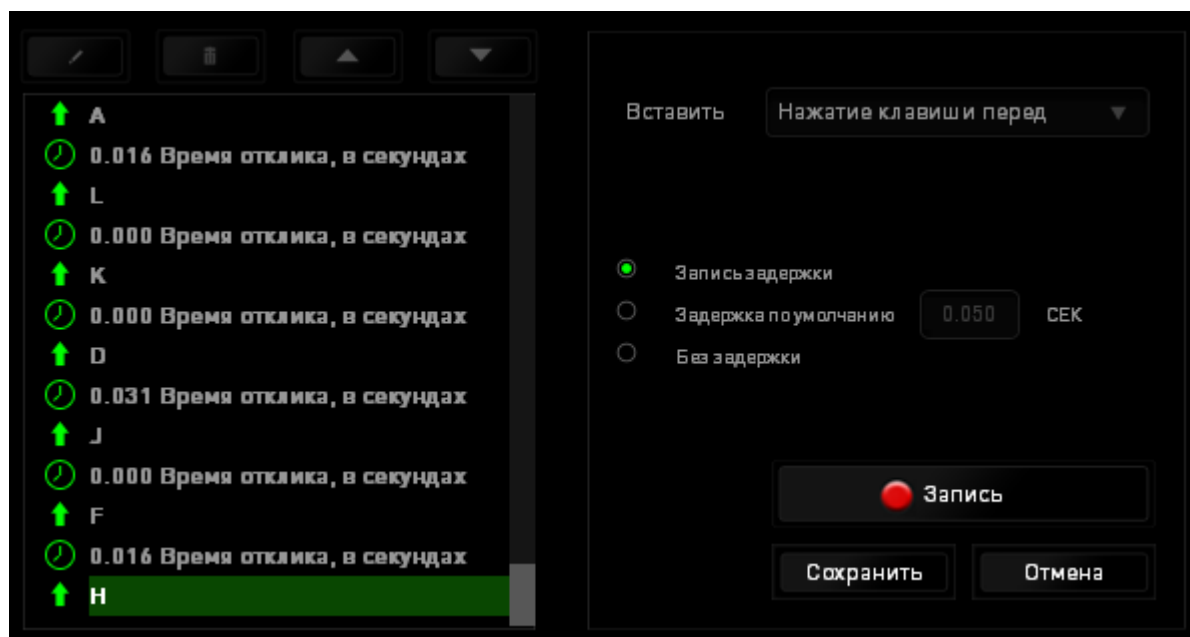 A
0.016 Время отклика, в секундах
L
0.000 Время отклика, в секундах
K
0.000 Время отклика, в секундах
D
0.031 Время отклика, в секундах
J
0.000 Время отклика, в секундах
F
0.016 Время отклика, в секундах
H
Вставить Нажатие клавиши перед
Запись задержки
Задержка по умолчанию 0.050 СЕК
Без задержки
Запись
Сохранить Отмена